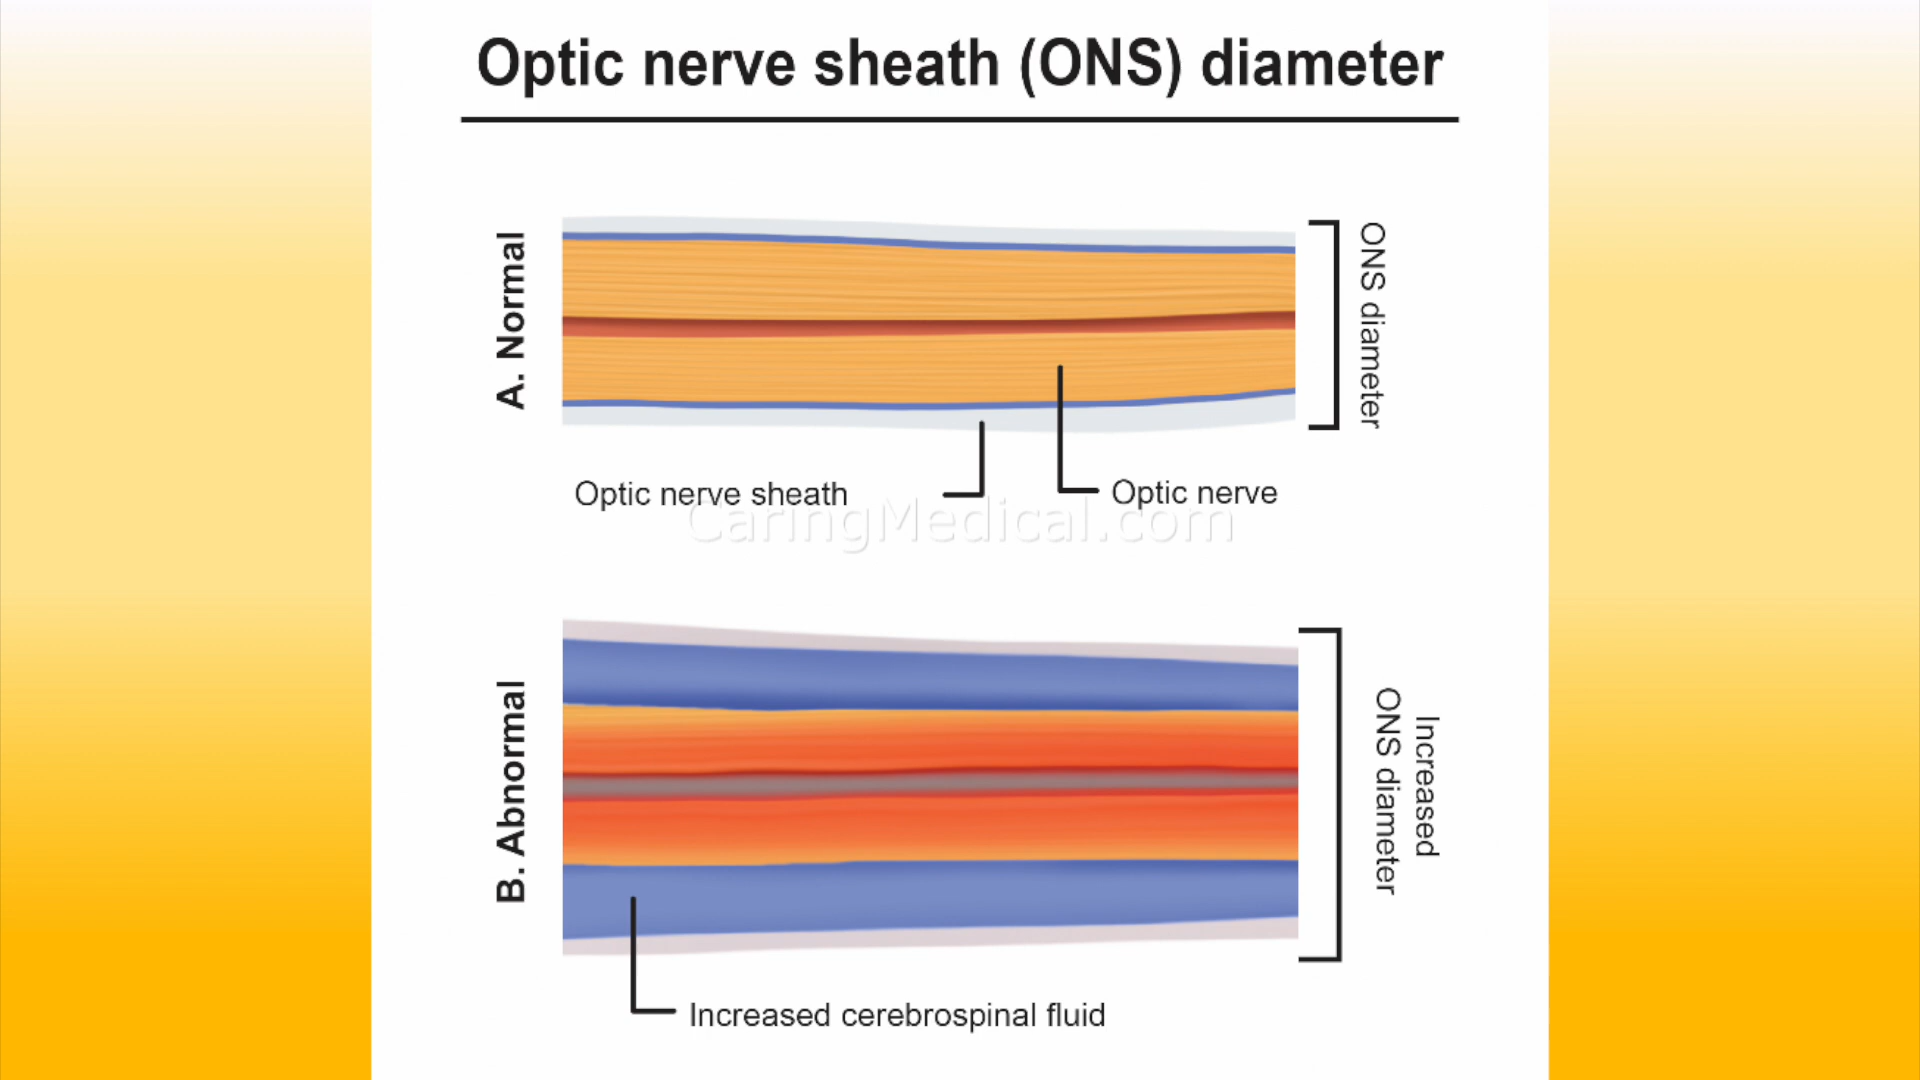 Optic nerve sheath (ONS) diameter
A. Normal
ONS diameter
Optic nerve sheath
Optic nerve
CaringMedical.com
B. Abnormal
Increased
ONS diameter
Increased cerebrospinal fluid